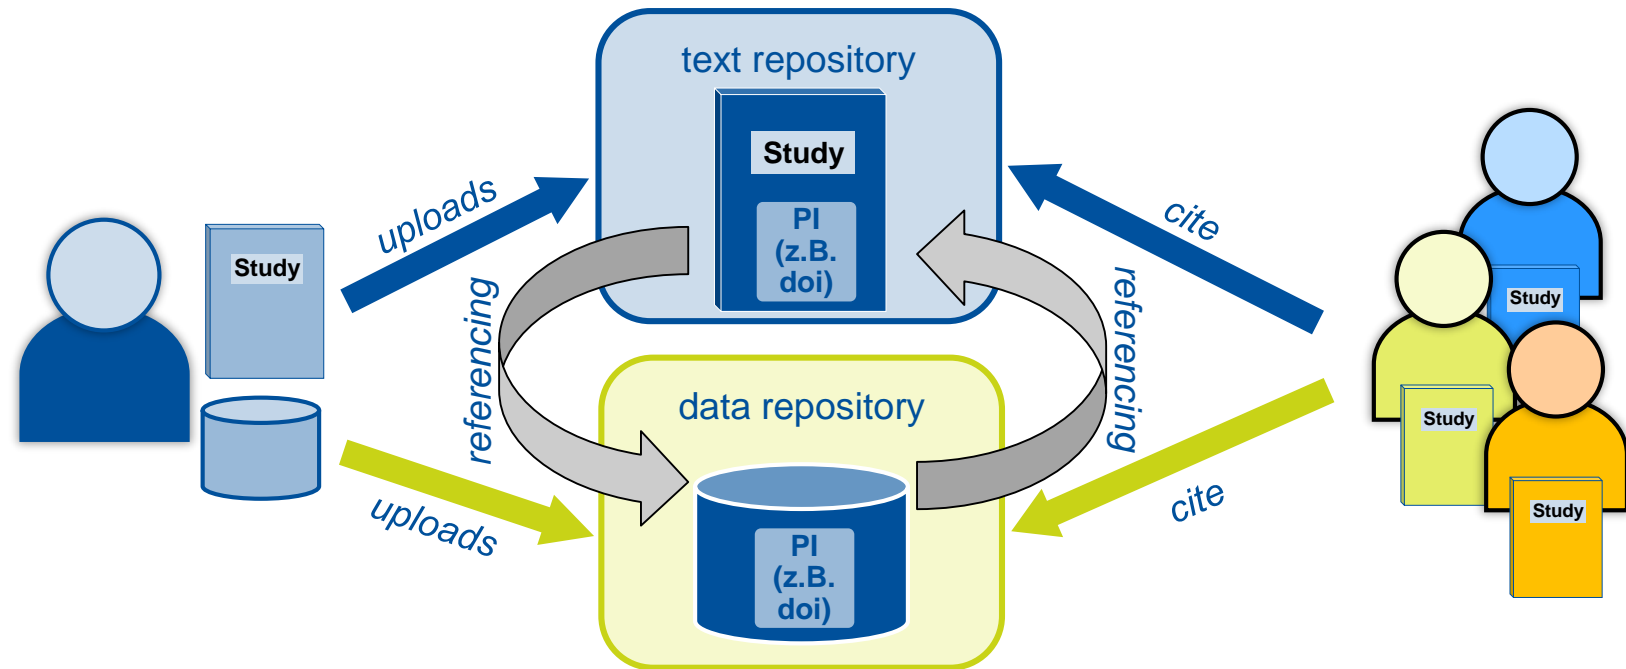 text repository
Study
PI
(z.B.
doi)
uploads
cite
Study
referencing
referencing
Study
data repository
Study
Study
uploads
cite
PI
(z.B.
doi)